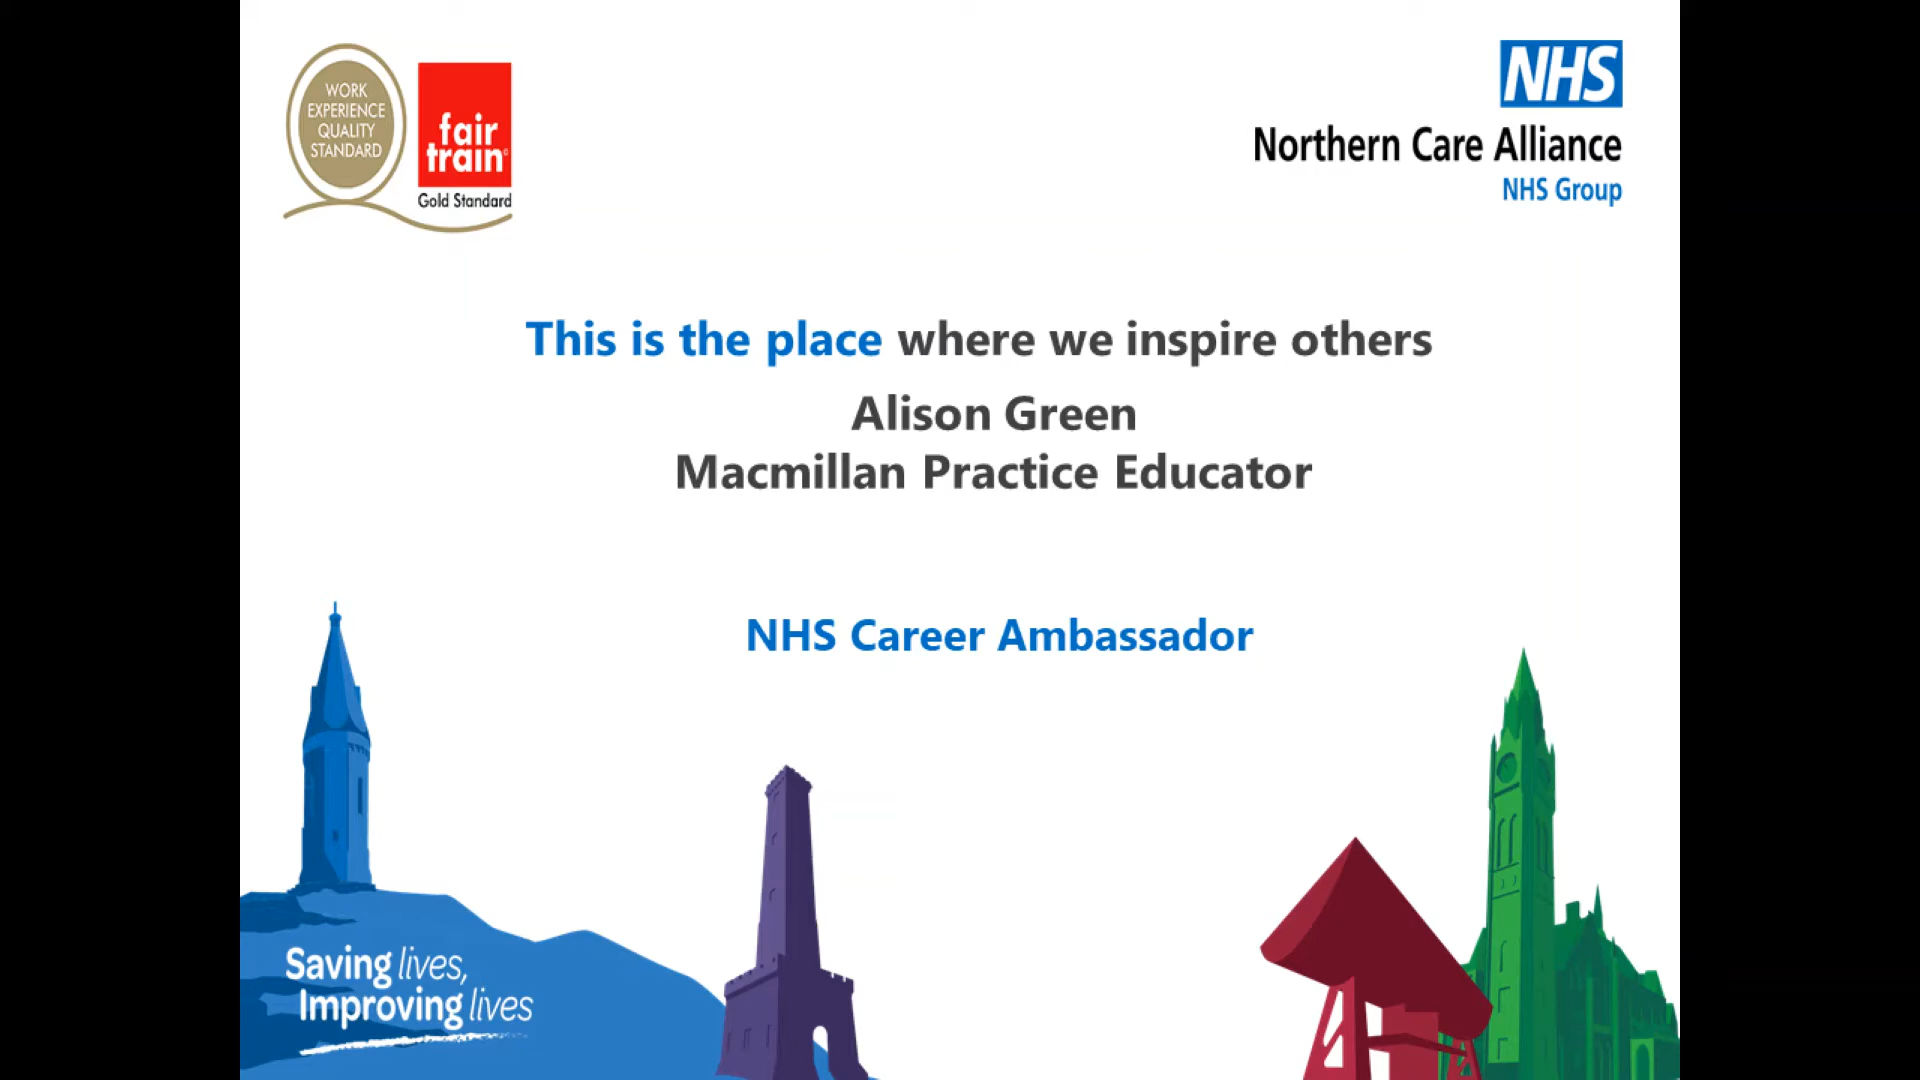 WORK
EXPERIENCE
QUALITY
STANDARD
fair
train©
Gold Standard
NHS
Northern Care Alliance
NHS Group
This is the place where we inspire others
Alison Green
Macmillan Practice Educator
NHS Career Ambassador
Saving lives,
Improving lives